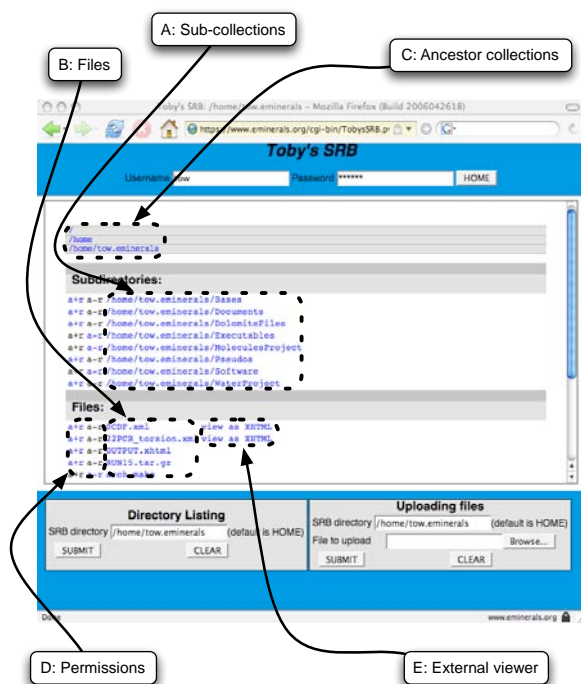 A: Sub-collections
B: Files
C: Ancestor collections
Toby's SRB: /home/tow.eminerals – Mozilla Firefox (Build 2006042618)
https://www.eminerals.org/cgi-bin/TobysSRB.p
Toby's SRB
Username tow Password ****** HOME
/
/home
/home/tow.eminerals
Subdirectories:
a+r a-r /home/tow.eminerals/Bases
a+r a-r /home/tow.eminerals/Documents
a+r a-r /home/tow.eminerals/DolomiteFiles
a+r a-r /home/tow.eminerals/Executables
a+r a-r /home/tow.eminerals/MoleculesProject
a+r a-r /home/tow.eminerals/Pseudos
a+r a-r /home/tow.eminerals/Software
a+r a-r /home/tow.eminerals/WaterProject
Files:
a+r a-r view as XHTML
a+r a-r view as XHTML
a+r a-r OUTPUT.xhtml
a+r a-r RUN15.tar.gz
Directory Listing
SRB directory /home/tow.eminerals (default is HOME)
SUBMIT CLEAR
Uploading files
SRB directory /home/tow.eminerals (default is HOME)
File to upload Browse...
SUBMIT CLEAR
Done www.eminerals.org
D: Permissions
E: External viewer